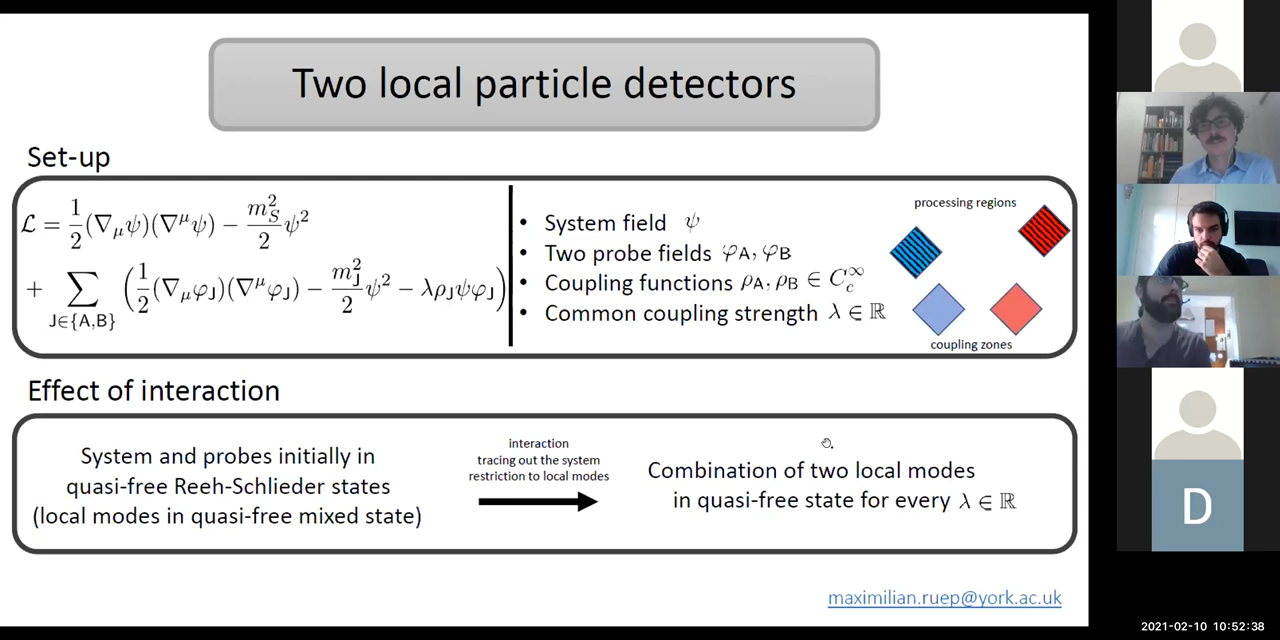 Two local particle detectors
Set-up
ℒ = 1/2 (∇_μψ)(∇^μψ) − m_S^2/2 ψ^2
+ ∑_{J∈{A,B}} (1/2 (∇_μφ_J)(∇^μφ_J) − m_J^2/2 ψ^2 − λρ_Jψφ_J)
• System field ψ
• Two probe fields φ_A, φ_B
• Coupling functions ρ_A, ρ_B ∈ C_c^∞
• Common coupling strength λ ∈ ℝ
processing regions
coupling zones
Effect of interaction
System and probes initially in
quasi-free Reeh-Schlieder states
(local modes in quasi-free mixed state)
interaction
tracing out the system
restriction to local modes
Combination of two local modes
in quasi-free state for every λ ∈ ℝ
maximilian.ruep@york.ac.uk
D
2021-02-10 10:52:38